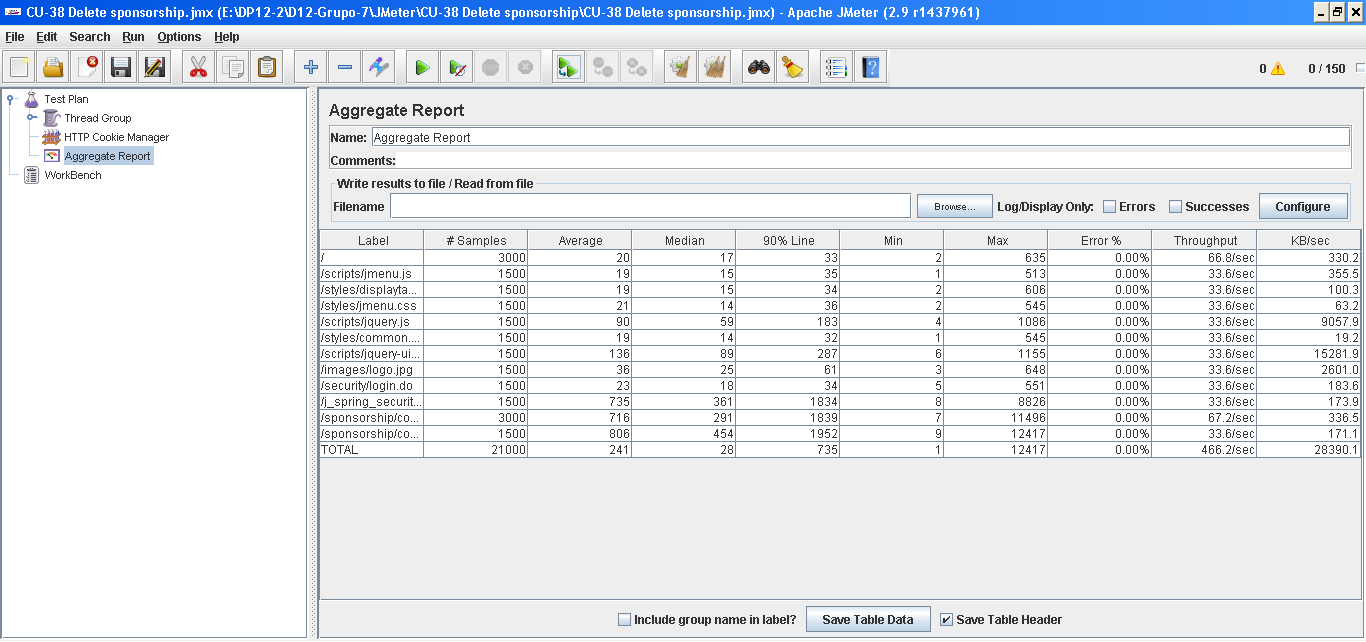 CU-38 Delete sponsorship.jmx (E:\DP12-2\D12-Grupo-7\JMeter\CU-38 Delete sponsorship\CU-38 Delete sponsorship.jmx) - Apache JMeter (2.9 r1437961)
File Edit Search Run Options Help
0 0 / 150
Test Plan
Thread Group
HTTP Cookie Manager
Aggregate Report
WorkBench
Aggregate Report
Name: Aggregate Report
Comments:
Write results to file / Read from file
Filename Browse... Log/Display Only: Errors Successes Configure
Label # Samples Average Median 90% Line Min Max Error % Throughput KB/sec
/ 3000 20 17 33 2 635 0.00% 66.8/sec 330.2
/scripts/jmenu.js 1500 19 15 35 1 513 0.00% 33.6/sec 355.5
/styles/displayta... 1500 19 15 34 2 606 0.00% 33.6/sec 100.3
/styles/jmenu.css 1500 21 14 36 2 545 0.00% 33.6/sec 63.2
/scripts/jquery.js 1500 90 59 183 4 1086 0.00% 33.6/sec 9057.9
/styles/common.... 1500 19 14 32 1 545 0.00% 33.6/sec 19.2
/scripts/jquery-ui... 1500 136 89 287 6 1155 0.00% 33.6/sec 15281.9
/images/logo.jpg 1500 36 25 61 3 648 0.00% 33.6/sec 2601.0
/security/login.do 1500 23 18 34 5 551 0.00% 33.6/sec 183.6
/j_spring_securit... 1500 735 361 1834 8 8826 0.00% 33.6/sec 173.9
/sponsorship/co... 3000 716 291 1839 7 11496 0.00% 67.2/sec 336.5
/sponsorship/co... 1500 806 454 1952 9 12417 0.00% 33.6/sec 171.1
TOTAL 21000 241 28 735 1 12417 0.00% 466.2/sec 28390.1
Include group name in label? Save Table Data Save Table Header